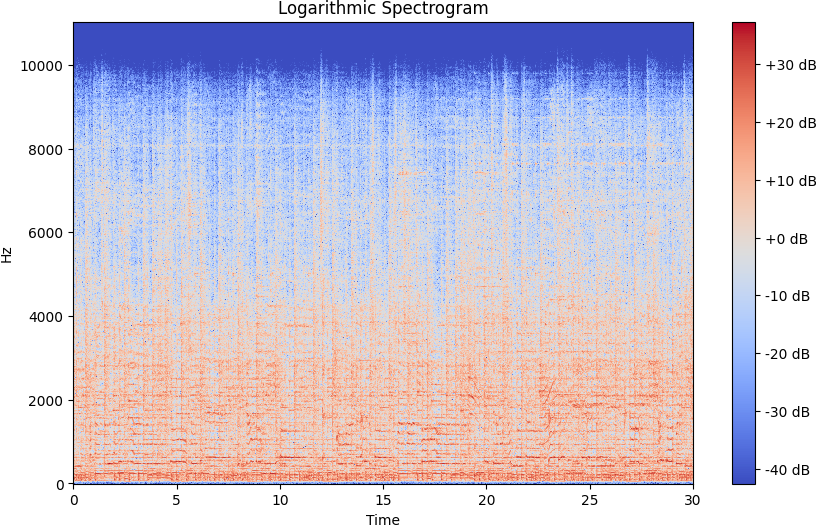 Logarithmic Spectrogram
Hz
10000
8000
6000
4000
2000
0
0 5 10 15 20 25 30
Time
+30 dB
+20 dB
+10 dB
+0 dB
-10 dB
-20 dB
-30 dB
-40 dB